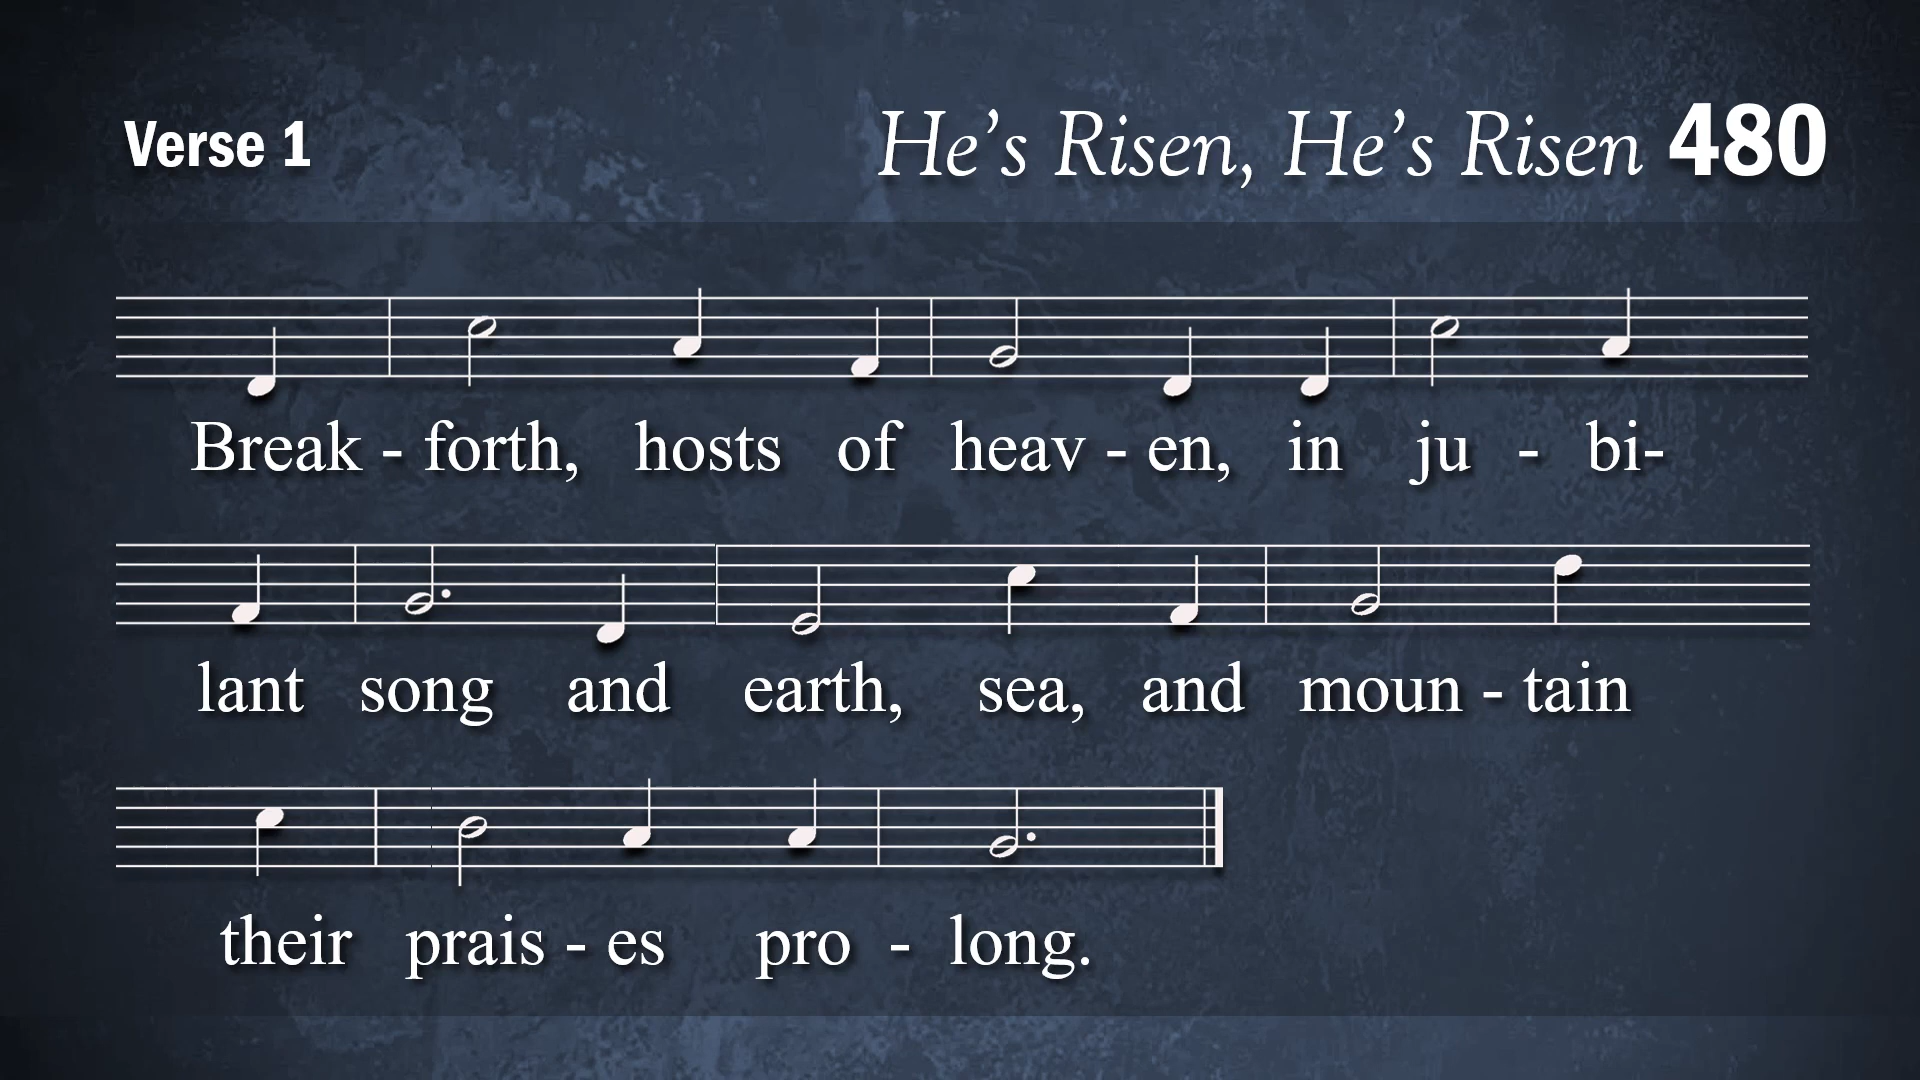 Verse 1
He’s Risen, He’s Risen 480
Break - forth, hosts of heav - en, in ju - bi-
lant song and earth, sea, and moun - tain
their prais - es pro - long.